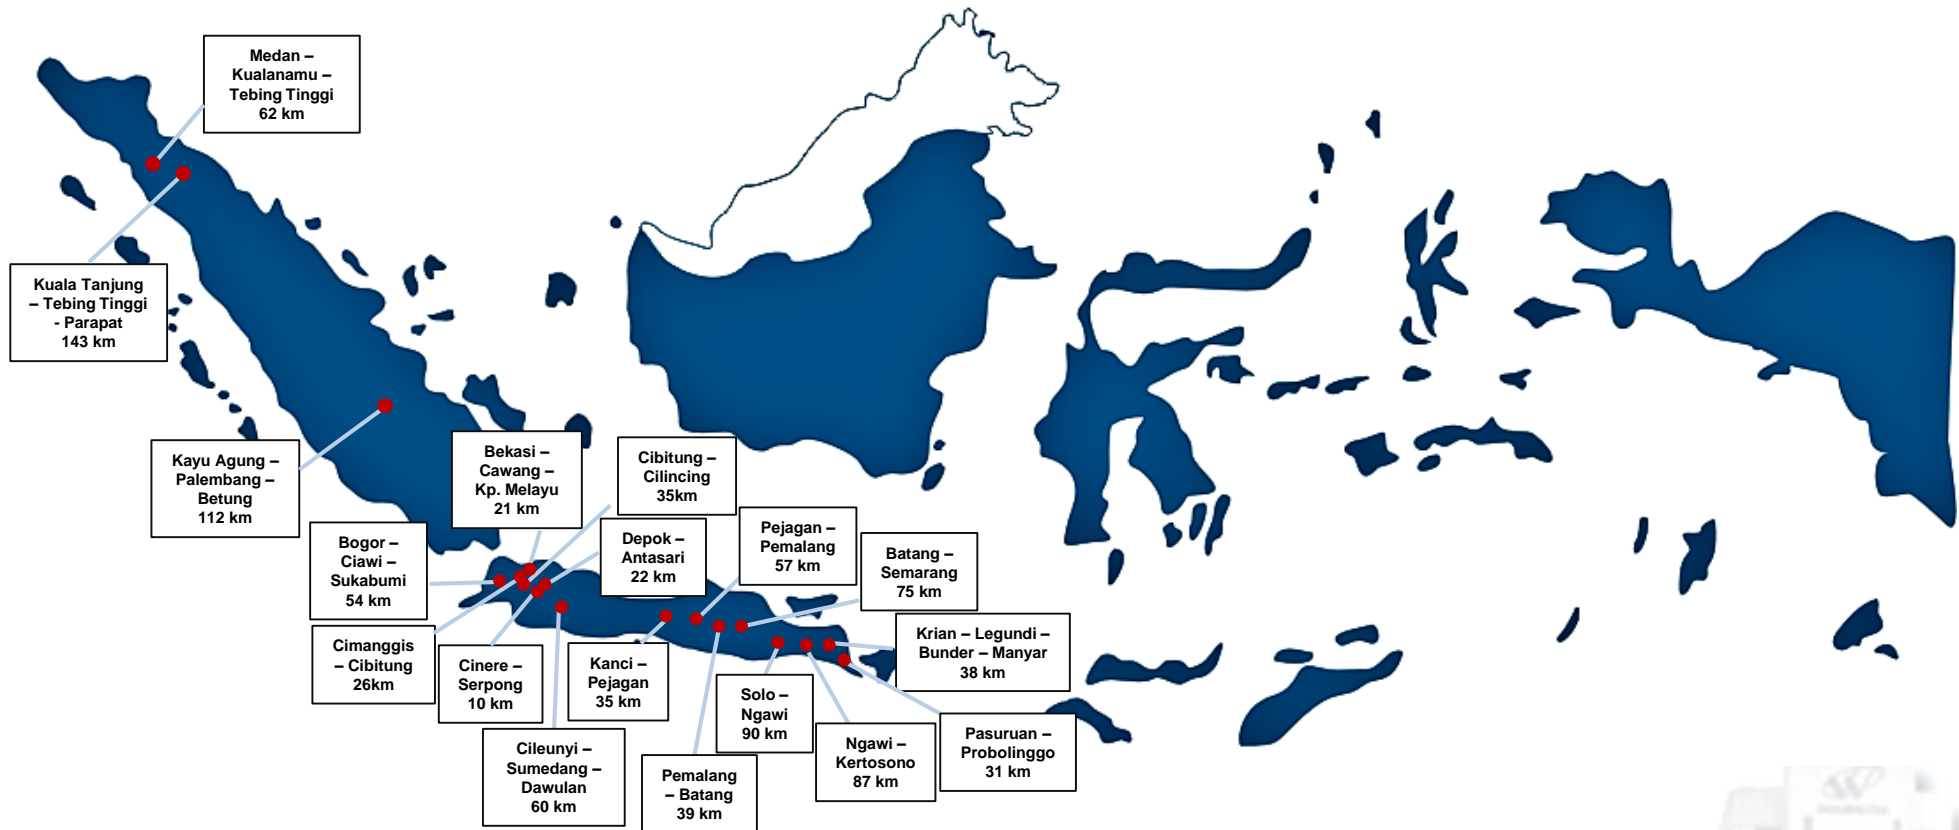 Medan –
Kualanamu –
Tebing Tinggi
62 km
Kuala Tanjung
– Tebing Tinggi
- Parapat
143 km
Kayu Agung –
Palembang –
Betung
112 km
Bekasi –
Cawang –
Kp. Melayu
21 km
Cibitung –
Cilincing
35km
Bogor –
Ciawi –
Sukabumi
54 km
Depok –
Antasari
22 km
Pejagan –
Pemalang
57 km
Batang –
Semarang
75 km
Cimanggis
– Cibitung
26km
Cinere –
Serpong
10 km
Kanci –
Pejagan
35 km
Krian – Legundi –
Bunder – Manyar
38 km
Solo –
Ngawi
90 km
Cileunyi –
Sumedang –
Dawulan
60 km
Pemalang
– Batang
39 km
Ngawi –
Kertosono
87 km
Pasuruan –
Probolinggo
31 km